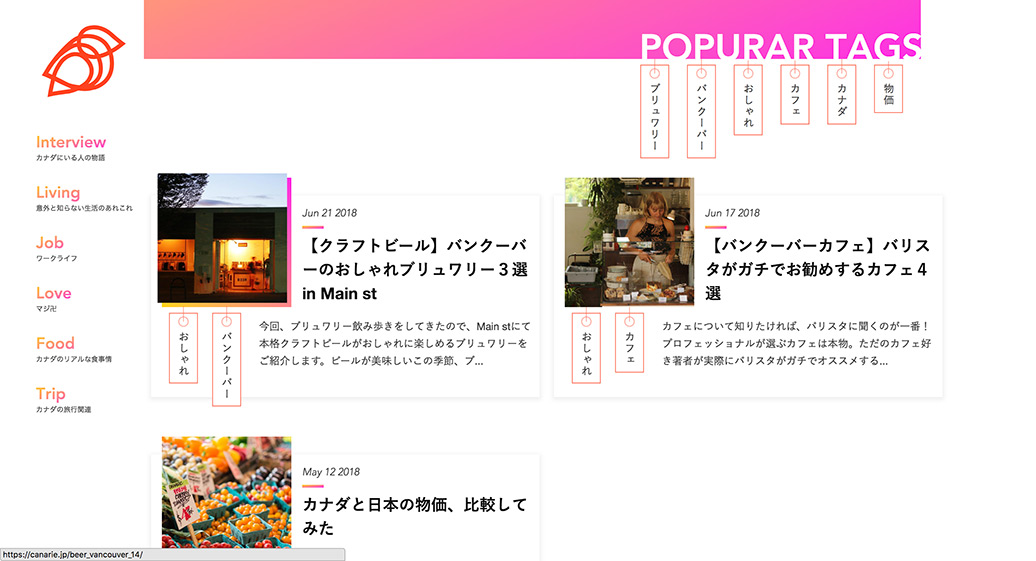 POPURAR TAGS
ブリュワリー
バンクーバー
おしゃれ
カフェ
カナダ
物価
Interview
カナダにいる人の物語
Living
意外と知らない生活のあれこれ
Job
ワークライフ
Love
マジ卍
Food
カナダのリアルな食事情
Trip
カナダの旅行関連
Jun 21 2018
【クラフトビール】バンクーバ
ーのおしゃれブリュワリー３選
in Main st
おしゃれ
バンクーバー
今回、ブリュワリー飲み歩きをしてきたので、Main stにて
本格クラフトビールがおしゃれに楽しめるブリュワリーを
ご紹介します。ビールが美味しいこの季節、ブ...
Jun 17 2018
【バンクーバーカフェ】バリス
タがガチでお勧めするカフェ４
選
おしゃれ
カフェ
カフェについて知りたければ、バリスタに聞くのが一番！
プロフェッショナルが選ぶカフェは本物。ただのカフェ好
き著者が実際にバリスタがガチでオススメする...
May 12 2018
カナダと日本の物価、比較して
みた
https://canarie.jp/beer_vancouver_14/